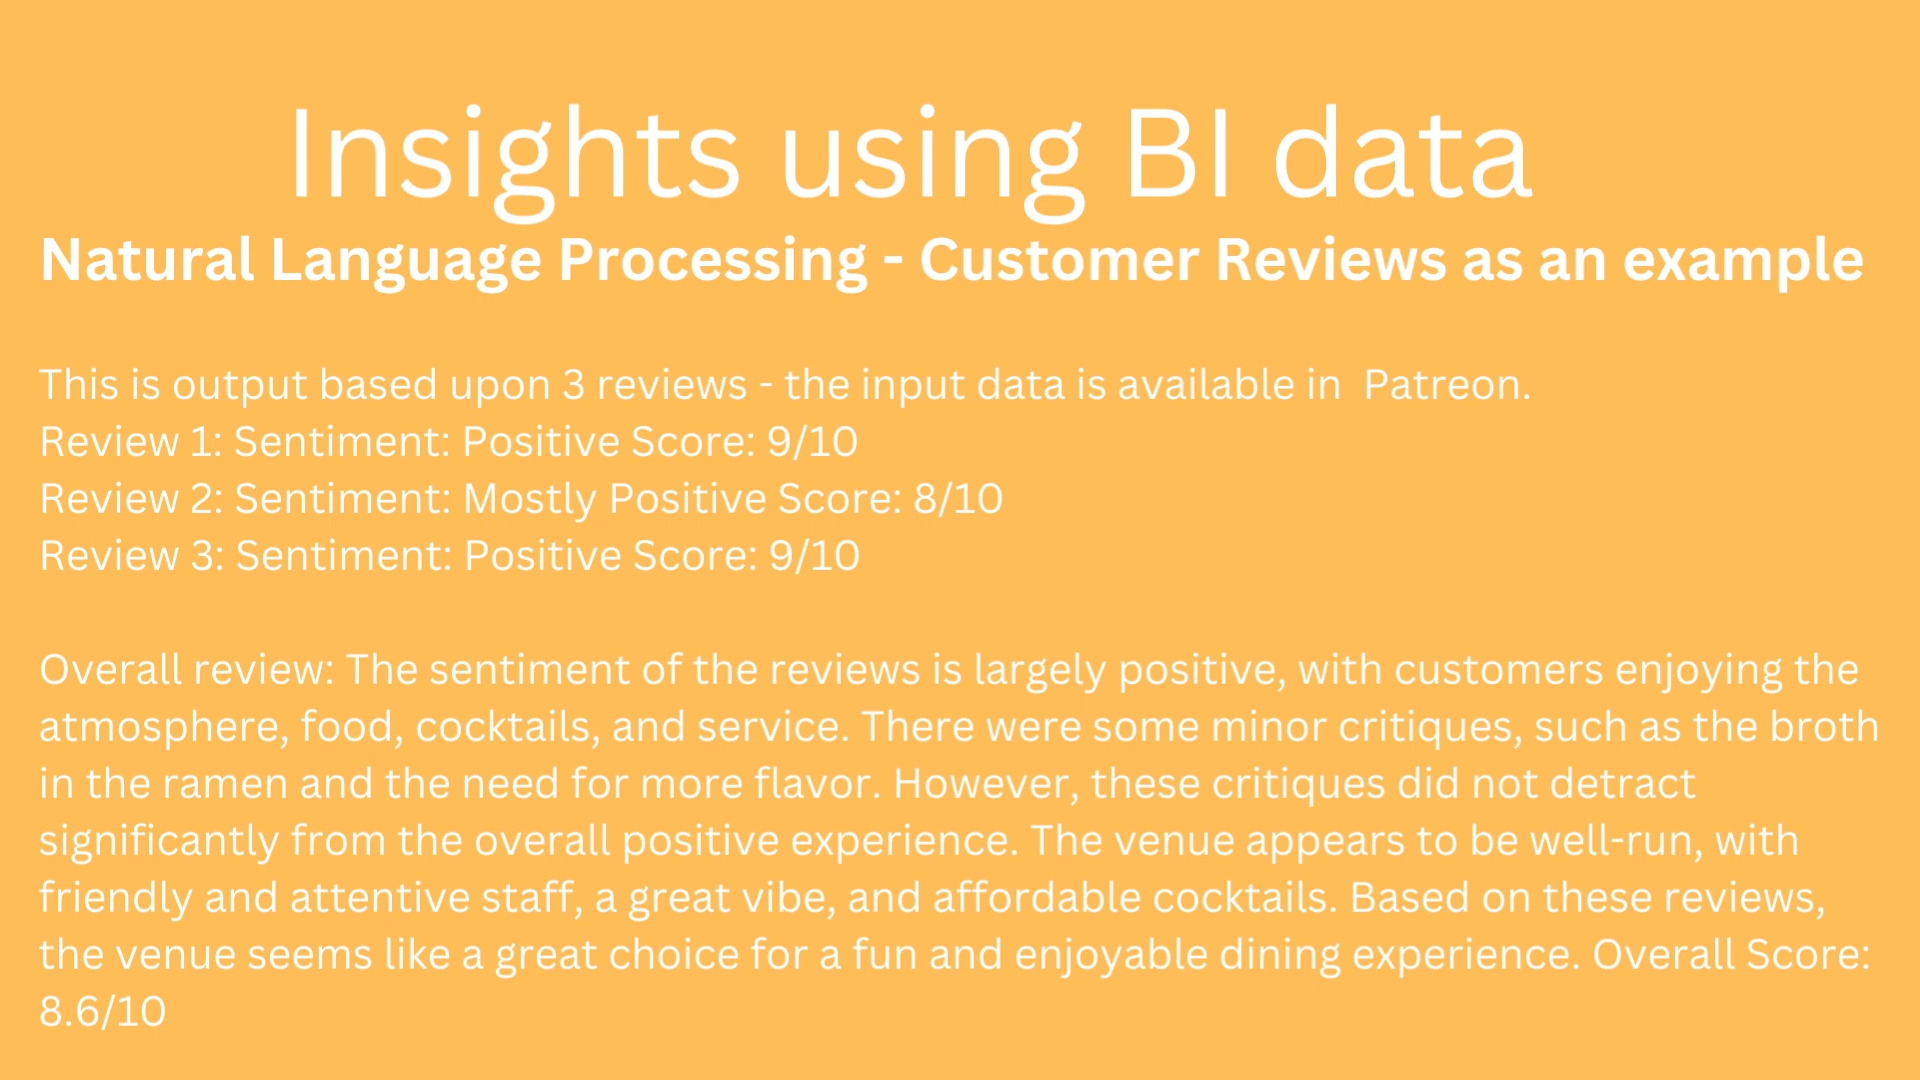 Insights using BI data
Natural Language Processing - Customer Reviews as an example
This is output based upon 3 reviews - the input data is available in  Patreon.
Review 1: Sentiment: Positive Score: 9/10
Review 2: Sentiment: Mostly Positive Score: 8/10
Review 3: Sentiment: Positive Score: 9/10
Overall review: The sentiment of the reviews is largely positive, with customers enjoying the
atmosphere, food, cocktails, and service. There were some minor critiques, such as the broth
in the ramen and the need for more flavor. However, these critiques did not detract
significantly from the overall positive experience. The venue appears to be well-run, with
friendly and attentive staff, a great vibe, and affordable cocktails. Based on these reviews,
the venue seems like a great choice for a fun and enjoyable dining experience. Overall Score:
8.6/10